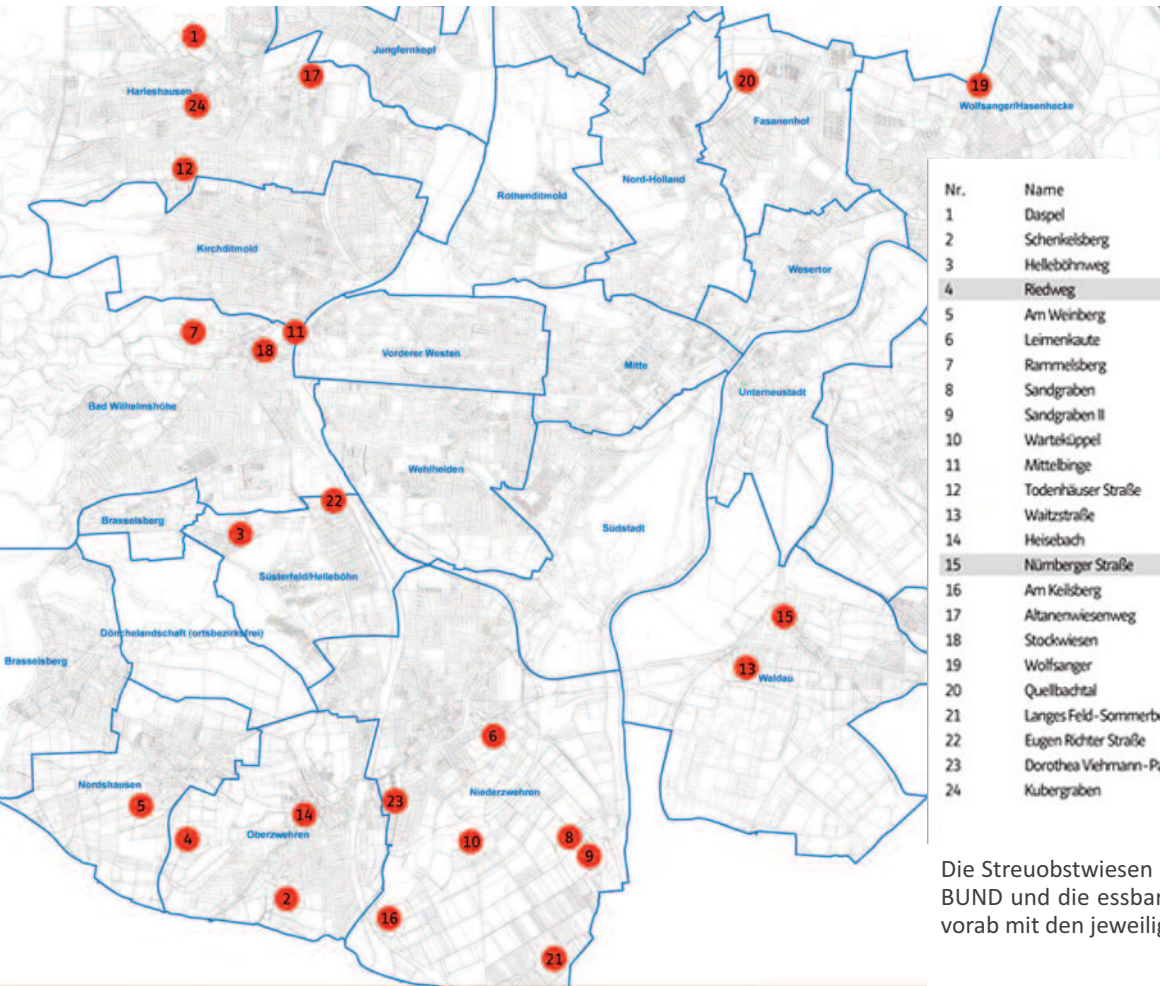 1
Jungfernkopf
17
20
19
Harleshausen
24
Wolfsanger/Hasenhecke
Fasanenhof
12
Nord-Holland
Rothenditmold
Kirchditmold
Wesertor
7
11
18
Vorderer Westen
Mitte
Unterneustadt
Bad Wilhelmshöhe
Wehlheiden
22
Brasselsberg
3
Südstadt
Süsterfeld/Helleböhn
15
Dönchelandschaft (ortsbezirksfrei)
Brasselsberg
13
Waldau
6
Nordshausen
5
23
Niederzwehren
14
4
Oberzwehren
10
8
9
2
16
21
Nr. Name
1 Daspel
2 Schenkelsberg
3 Helleböhnweg
4 Riedweg
5 Am Weinberg
6 Leimenkaute
7 Rammelsberg
8 Sandgraben
9 Sandgraben II
10 Warteküppel
11 Mittelbinge
12 Todenhäuser Straße
13 Waitzstraße
14 Heisebach
15 Nürnberger Straße
16 Am Keilsberg
17 Altanenwiesenweg
18 Stockwiesen
19 Wolfsanger
20 Quellbachtal
21 Langes Feld-Sommerbe
22 Eugen Richter Straße
23 Dorothea Viehmann-Pa
24 Kubergraben
Die Streuobstwiesen
BUND und die essbar
vorab mit den jeweilig